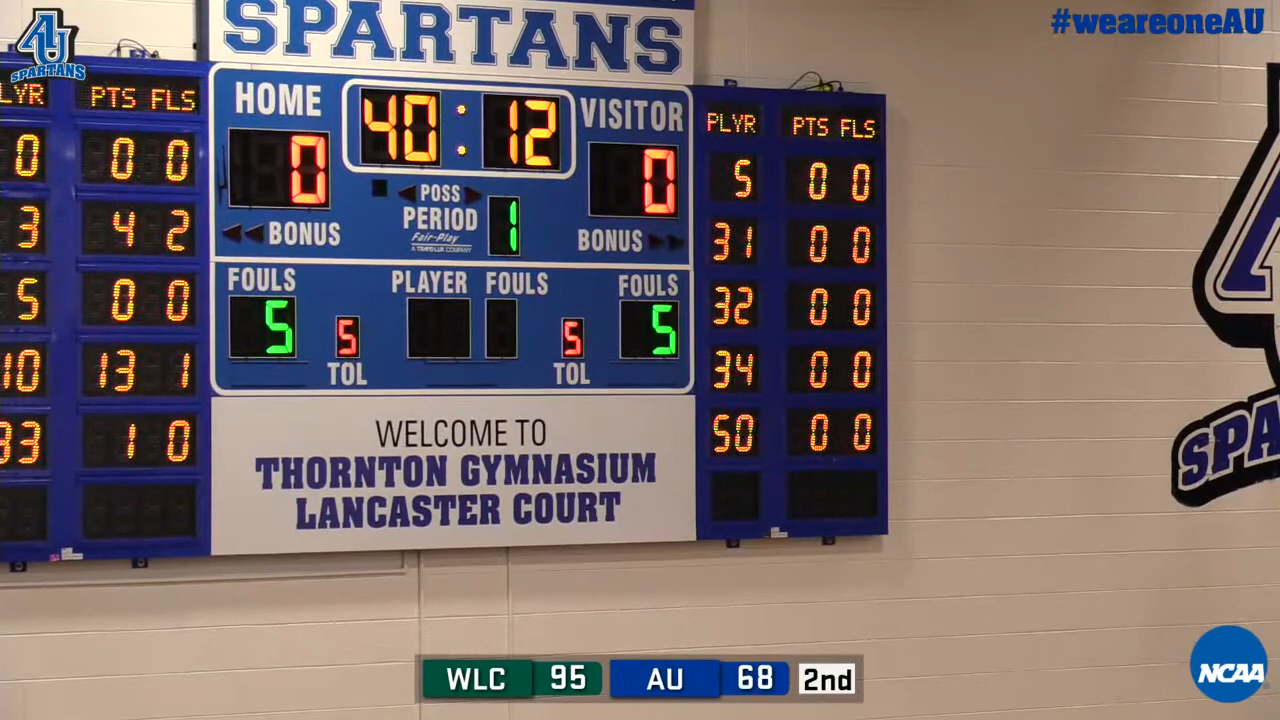 #weareoneAU
AU
SPARTANS
SPARTANS
PTS FLS
HOME
40:12
VISITOR
PLYR PTS FLS
0 0 0
0
0
5 0 0
3 4 2
POSS
PERIOD
1
Fair-Play
BONUS
BONUS
31 0 0
5 0 0
FOULS
PLAYER FOULS
FOULS
32 0 0
10 13 1
5
5
TOL
5
TOL
5
34 0 0
33 1 0
50 0 0
WELCOME TO
THORNTON GYMNASIUM
LANCASTER COURT
SPA
WLC 95 AU 68 2nd
NCAA